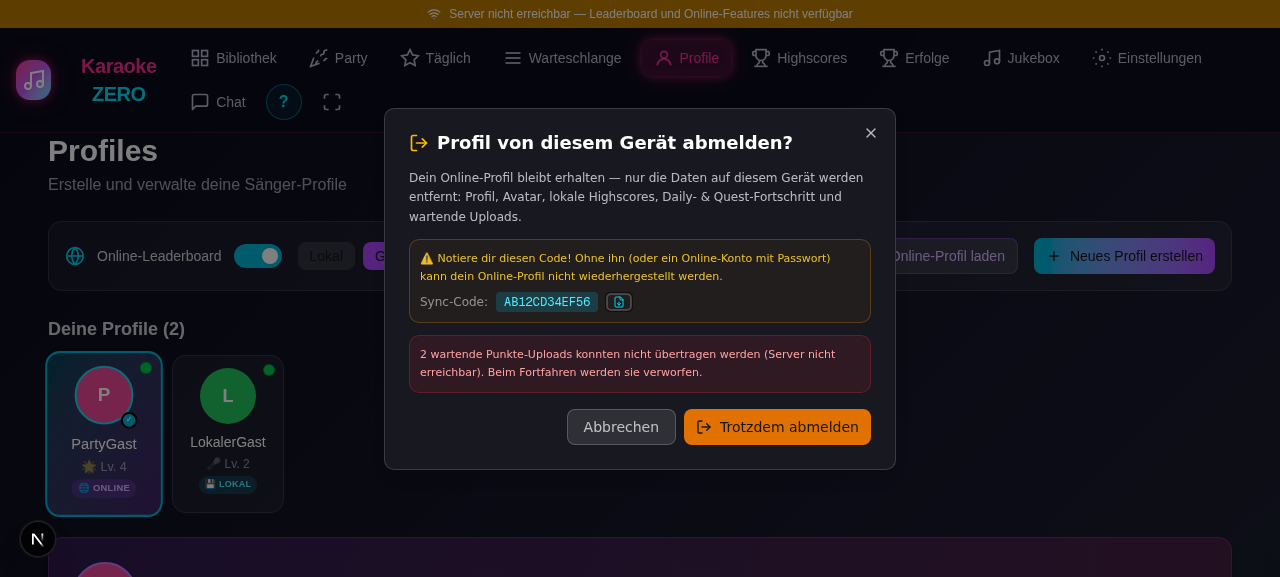 Server nicht erreichbar — Leaderboard und Online-Features nicht verfügbar
Karaoke
ZERO
Bibliothek
Party
Täglich
Warteschlange
Profile
Highscores
Erfolge
Jukebox
Einstellungen
Chat
?
Profiles
Erstelle und verwalte deine Sänger-Profile
Online-Leaderboard
Lokal
G
Online-Profil laden
Neues Profil erstellen
Profil von diesem Gerät abmelden?
Dein Online-Profil bleibt erhalten — nur die Daten auf diesem Gerät werden
entfernt: Profil, Avatar, lokale Highscores, Daily- & Quest-Fortschritt und
wartende Uploads.
⚠️ Notiere dir diesen Code! Ohne ihn (oder ein Online-Konto mit Passwort)
kann dein Online-Profil nicht wiederhergestellt werden.
Sync-Code: AB12CD34EF56
2 wartende Punkte-Uploads konnten nicht übertragen werden (Server nicht
erreichbar). Beim Fortfahren werden sie verworfen.
Abbrechen
Trotzdem abmelden
Deine Profile (2)
P
PartyGast
🌟 Lv. 4
🌐 ONLINE
L
LokalerGast
🎤 Lv. 2
💾 LOKAL
N